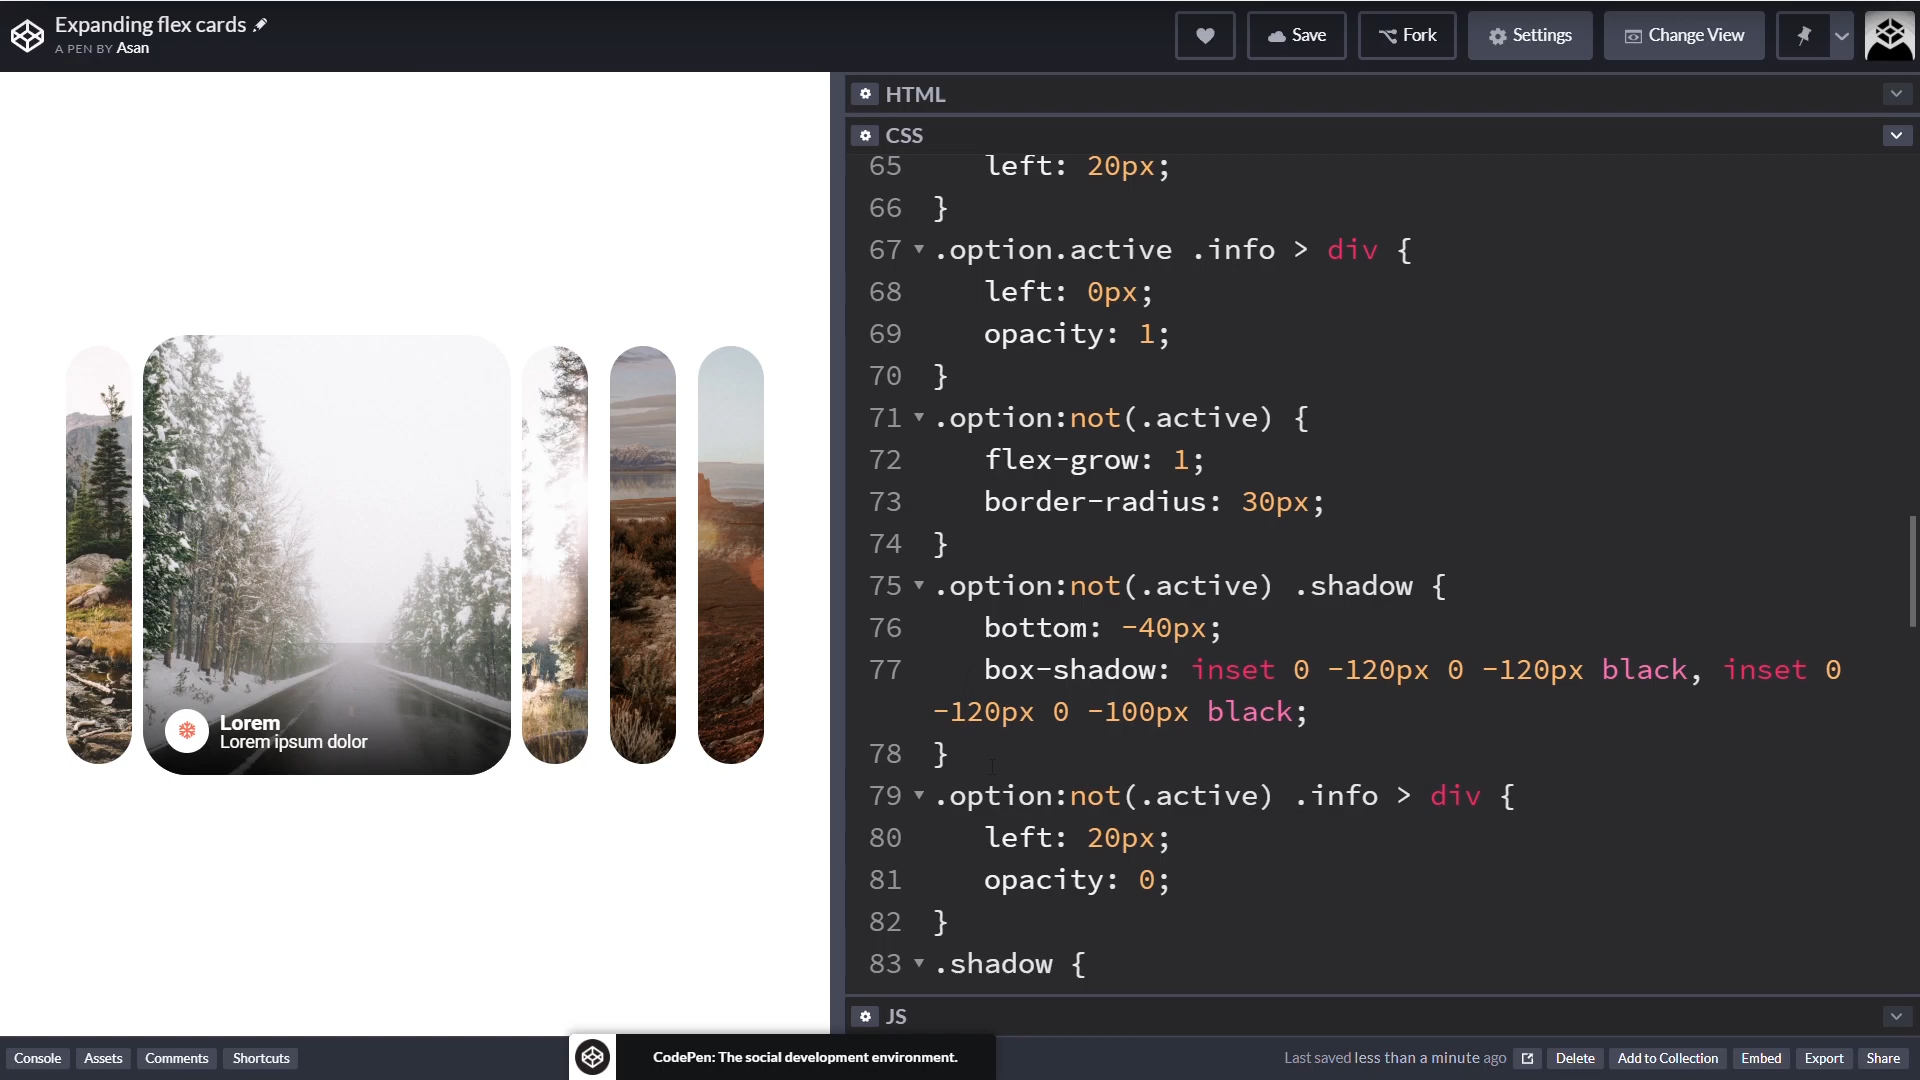 Expanding flex cards
A PEN BY Asan
Save
Fork
Settings
Change View
Lorem
Lorem ipsum dolor
HTML
CSS
65 left: 20px;
66 }
67 .option.active .info > div {
68 left: 0px;
69 opacity: 1;
70 }
71 .option:not(.active) {
72 flex-grow: 1;
73 border-radius: 30px;
74 }
75 .option:not(.active) .shadow {
76 bottom: -40px;
77 box-shadow: inset 0 -120px 0 -120px black, inset 0
-120px 0 -100px black;
78 }
79 .option:not(.active) .info > div {
80 left: 20px;
81 opacity: 0;
82 }
83 .shadow {
JS
Console Assets Comments Shortcuts
CodePen: The social development environment.
Last saved less than a minute ago
Delete Add to Collection Embed Export Share